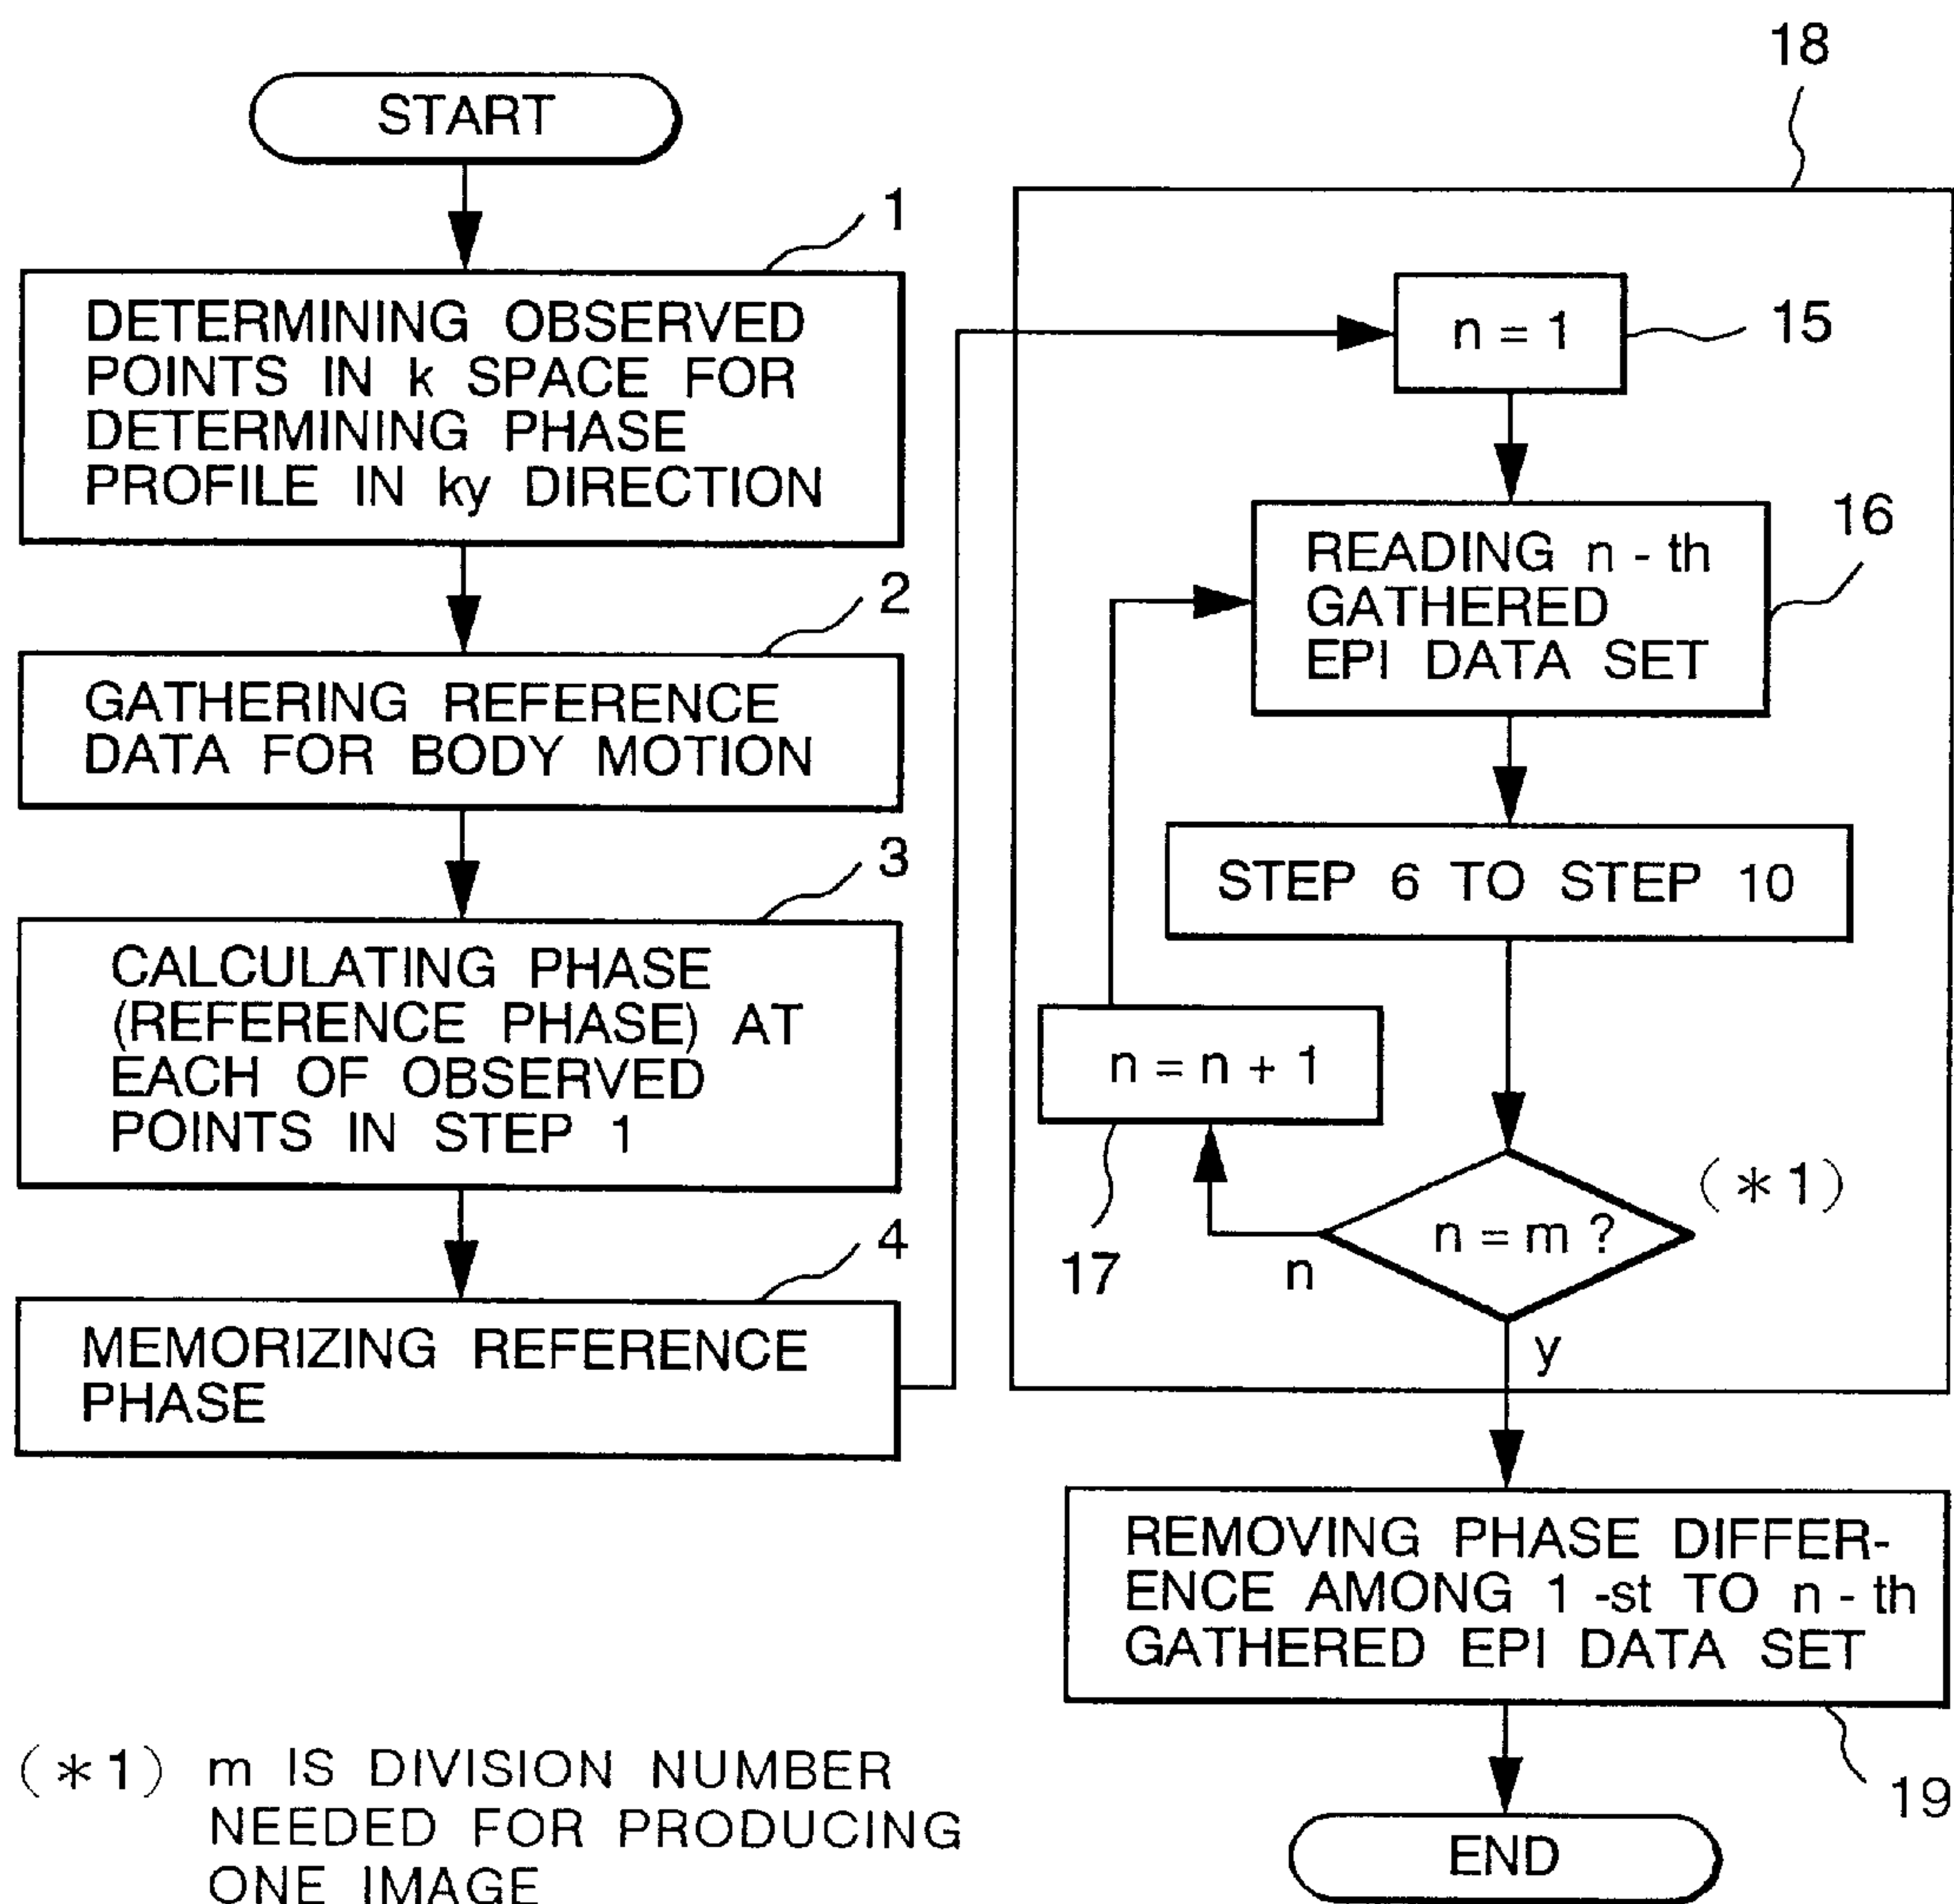 START
1
DETERMINING OBSERVED
POINTS IN k SPACE FOR
DETERMINING PHASE
PROFILE IN ky DIRECTION
2
GATHERING REFERENCE
DATA FOR BODY MOTION
3
CALCULATING PHASE
(REFERENCE PHASE) AT
EACH OF OBSERVED
POINTS IN STEP 1
4
MEMORIZING REFERENCE
PHASE
18
n = 1
15
16
READING n - th
GATHERED
EPI DATA SET
STEP 6 TO STEP 10
n = n + 1
17
(*1)
n = m ?
n
y
REMOVING PHASE DIFFER-
ENCE AMONG 1 -st TO n - th
GATHERED EPI DATA SET
19
END
(*1) m IS DIVISION NUMBER
NEEDED FOR PRODUCING
ONE IMAGE